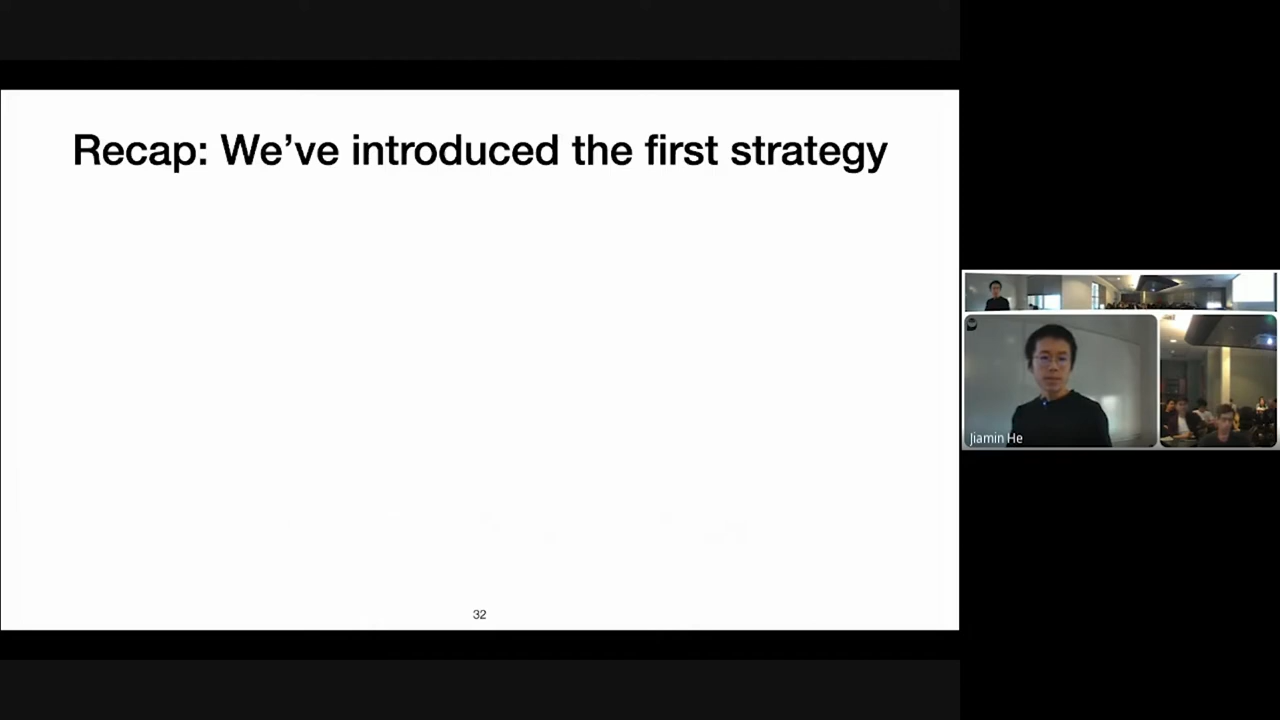 Recap: We've introduced the first strategy
32
Jiamin He